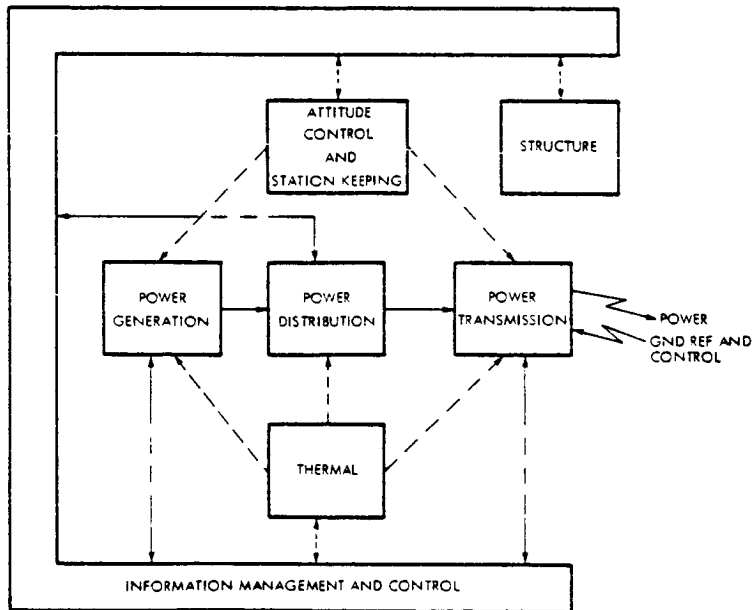 ATTITUDE
CONTROL
AND
STATION KEEPING
STRUCTURE
POWER
GENERATION
POWER
DISTRIBUTION
POWER
TRANSMISSION
POWER
GND REF AND
CONTROL
THERMAL
INFORMATION MANAGEMENT AND CONTROL